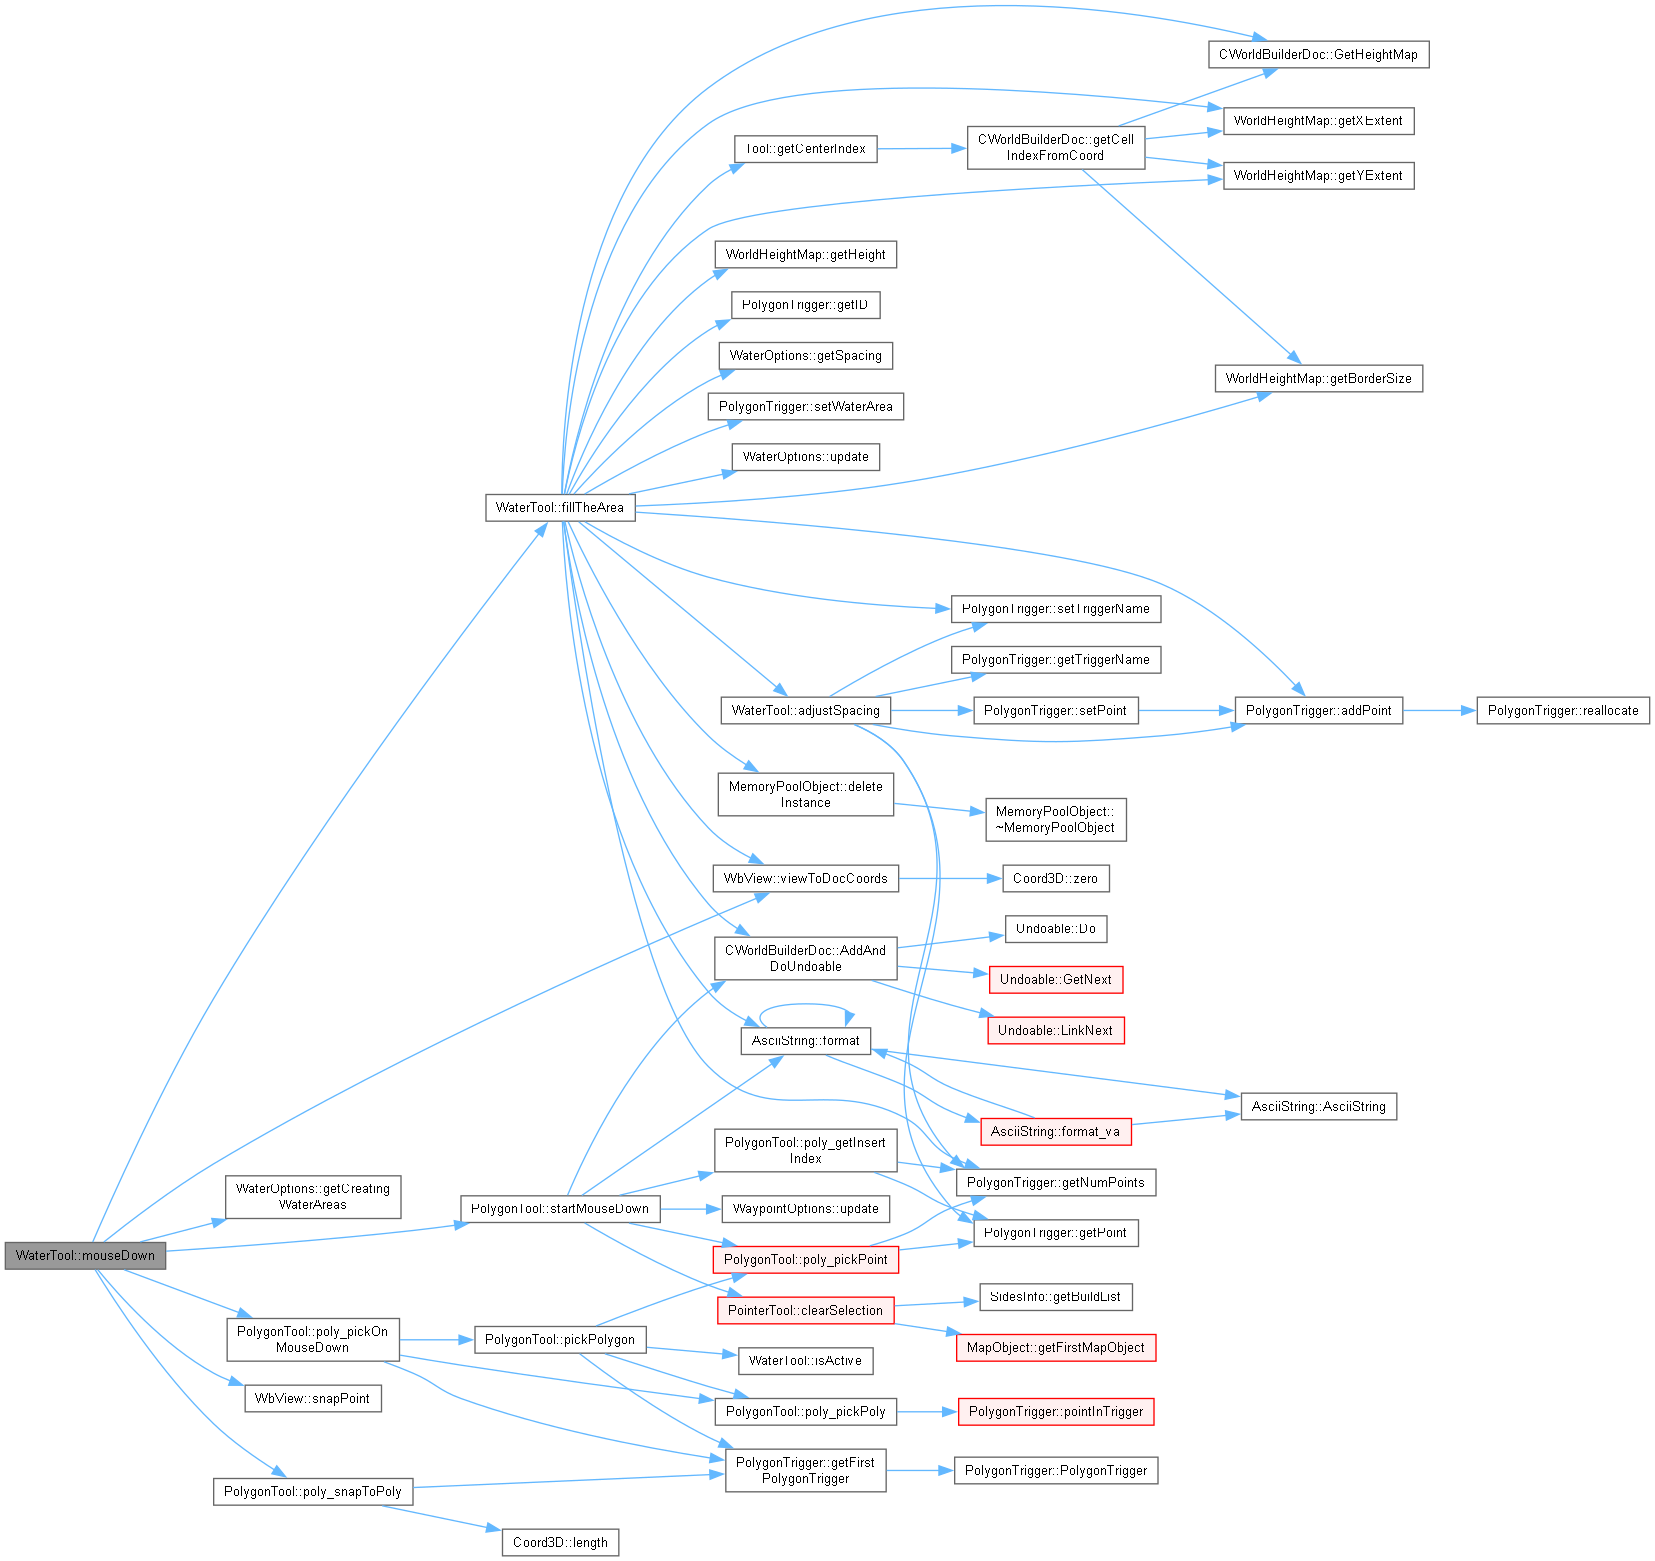 CWorldBuilderDoc::GetHeightMap
WorldHeightMap::getXExtent
CWorldBuilderDoc::getCell
IndexFromCoord
Tool::getCenterIndex
WorldHeightMap::getYExtent
WorldHeightMap::getHeight
PolygonTrigger::getID
WaterOptions::getSpacing
WorldHeightMap::getBorderSize
PolygonTrigger::setWaterArea
WaterOptions::update
WaterTool::fillTheArea
PolygonTrigger::setTriggerName
PolygonTrigger::getTriggerName
WaterTool::adjustSpacing
PolygonTrigger::setPoint
PolygonTrigger::addPoint
PolygonTrigger::reallocate
MemoryPoolObject::delete
Instance
MemoryPoolObject::
~MemoryPoolObject
WbView::viewToDocCoords
Coord3D::zero
Undoable::Do
CWorldBuilderDoc::AddAnd
DoUndoable
Undoable::GetNext
Undoable::LinkNext
AsciiString::format
AsciiString::AsciiString
AsciiString::format_va
PolygonTool::poly_getInsert
Index
PolygonTrigger::getNumPoints
WaterOptions::getCreating
WaterAreas
PolygonTool::startMouseDown
WaypointOptions::update
PolygonTrigger::getPoint
WaterTool::mouseDown
PolygonTool::poly_pickPoint
SidesInfo::getBuildList
PointerTool::clearSelection
PolygonTool::poly_pickOn
MouseDown
PolygonTool::pickPolygon
MapObject::getFirstMapObject
WaterTool::isActive
WbView::snapPoint
PolygonTool::poly_pickPoly
PolygonTrigger::pointInTrigger
PolygonTrigger::getFirst
PolygonTrigger
PolygonTrigger::PolygonTrigger
PolygonTool::poly_snapToPoly
Coord3D::length